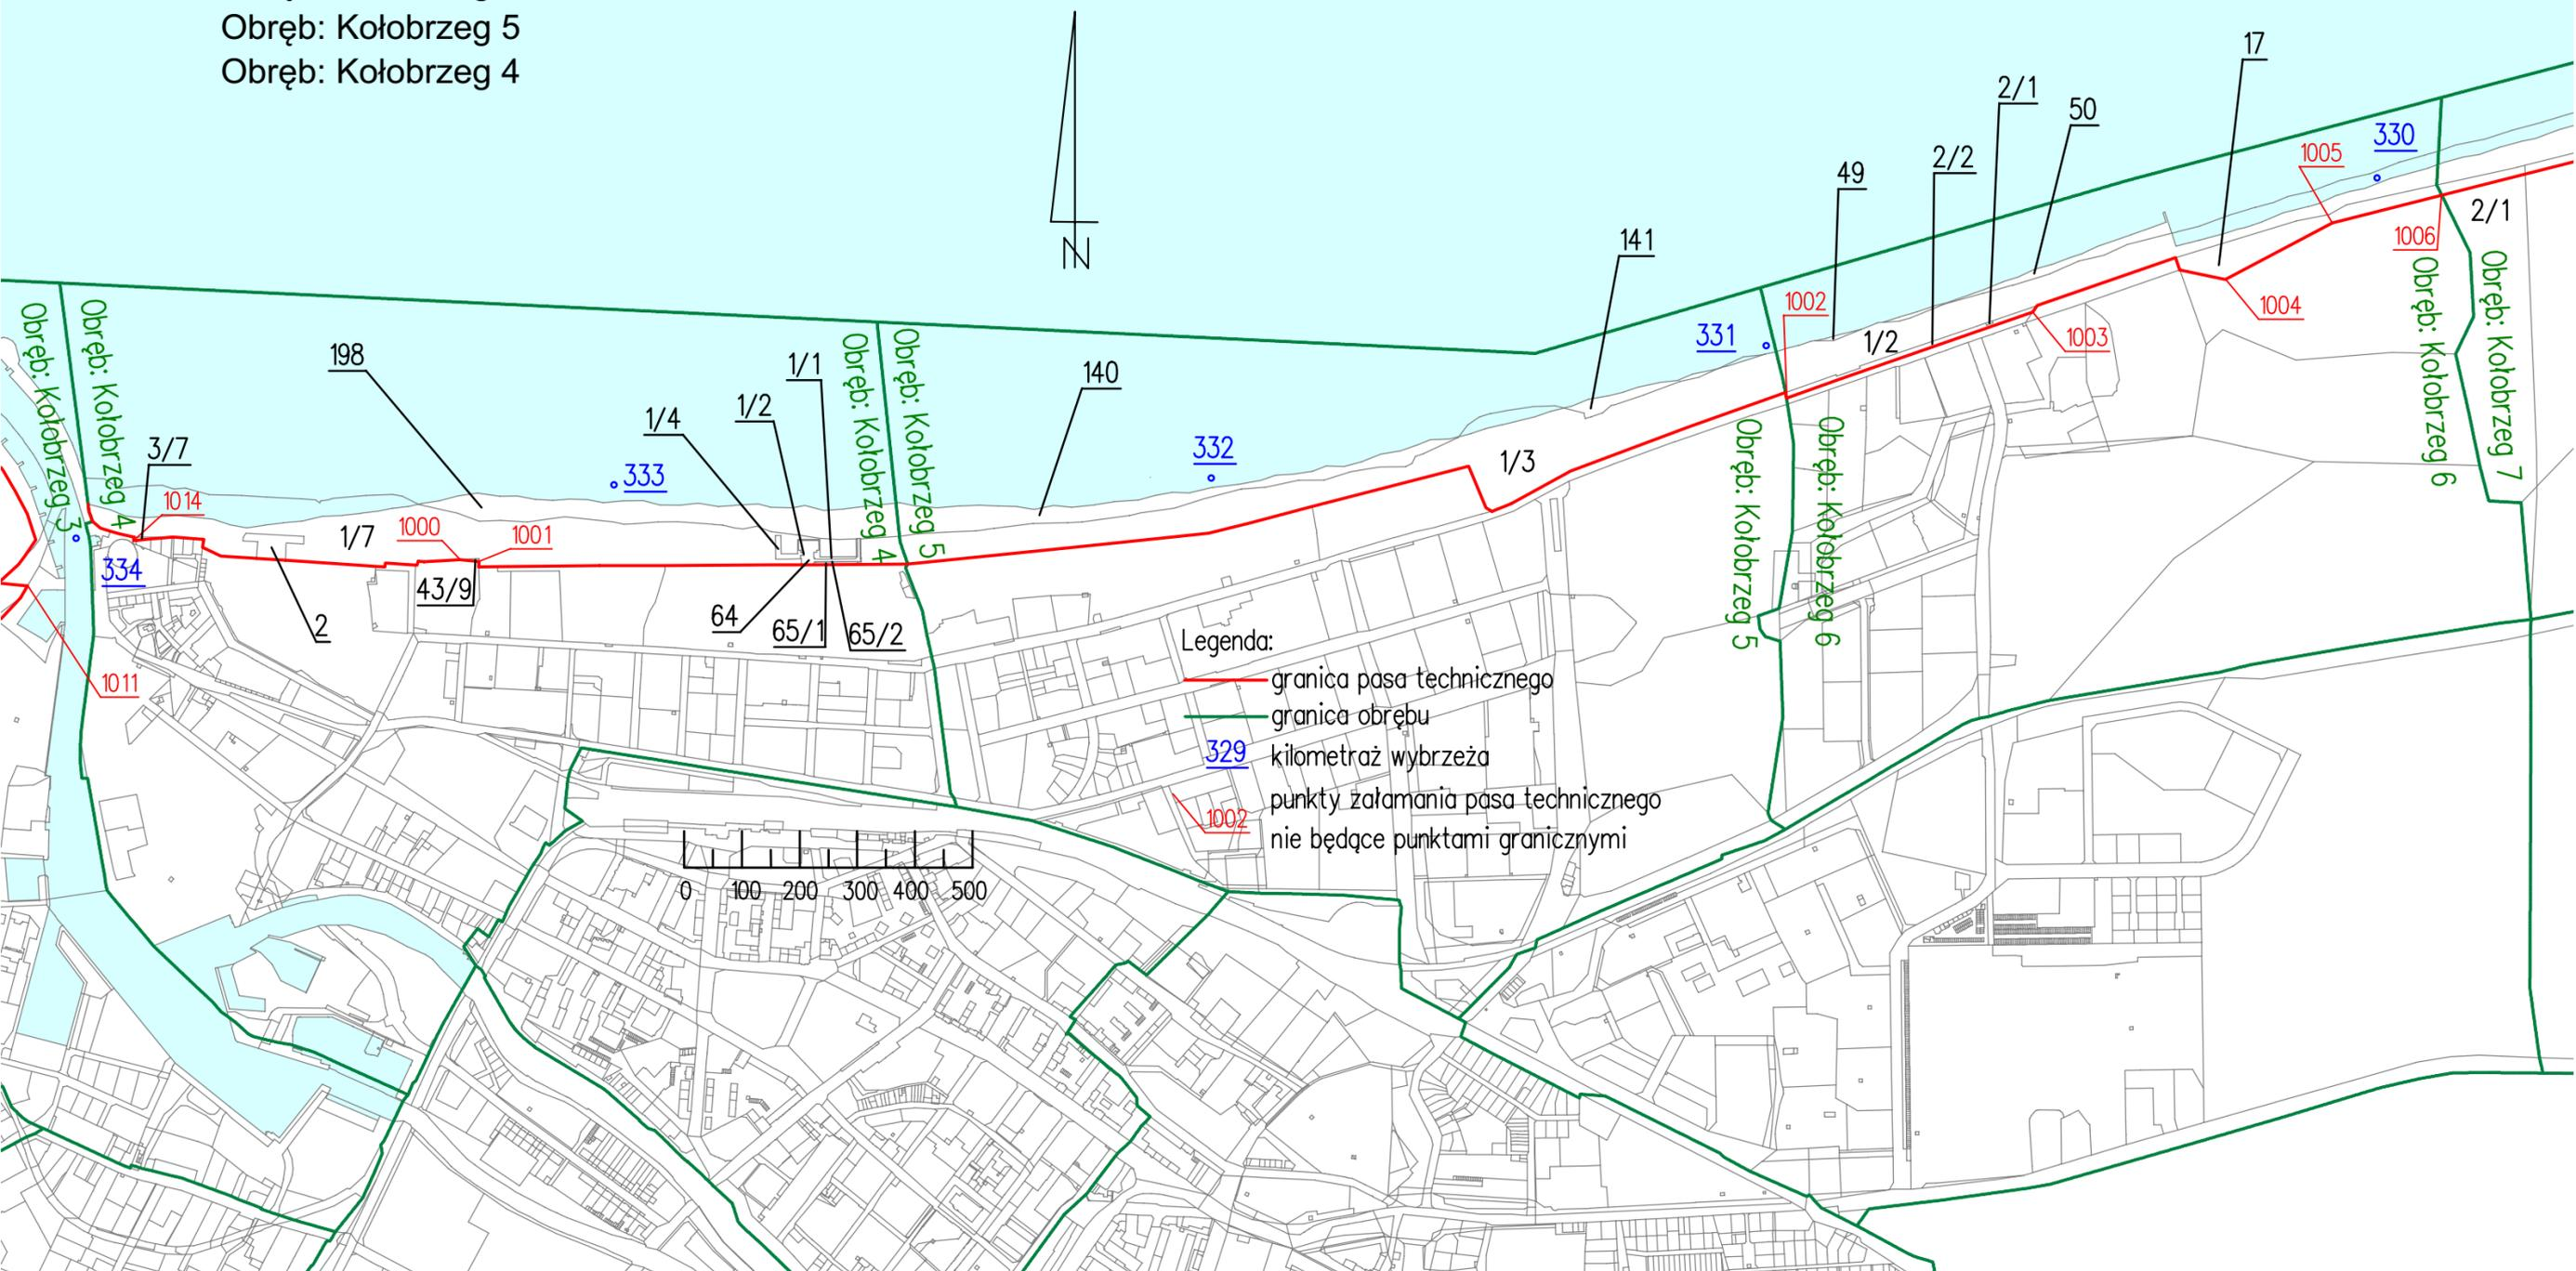 Obręb: Kołobrzeg 5
Obręb: Kołobrzeg 4
17
2/1
50
330
1005
2/2
49
2/1
1006
141
1002
1004
331
1/2
1003
Obręb: Kołobrzeg 3
Obręb: Kołobrzeg 4
Obręb: Kołobrzeg 4
Obręb: Kołobrzeg 5
Obręb: Kołobrzeg 5
Obręb: Kołobrzeg 6
Obręb: Kołobrzeg 6
Obręb: Kołobrzeg 7
N
198
1/1
140
1/2
1/4
3/7
333
332
1/3
1014
1/7
1000
1001
334
43/9
2
64
65/1
65/2
1011
Legenda:
granica pasa technicznego
granica obrębu
329 kilometraż wybrzeża
punkty załamania pasa technicznego
1002
nie będące punktami granicznymi
0 100 200 300 400 500